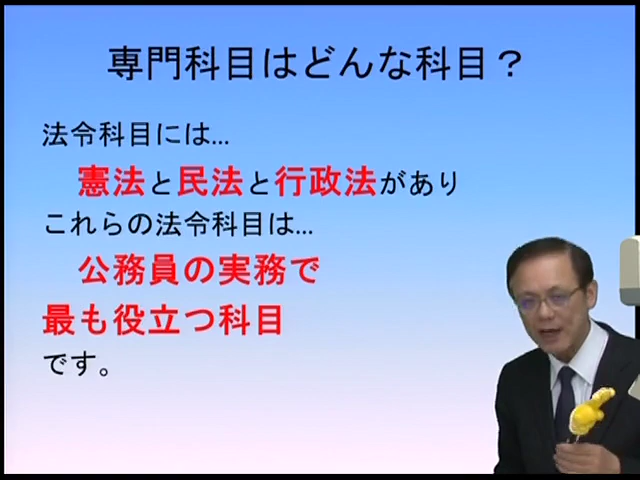 専門科目はどんな科目？
法令科目には...
憲法と民法と行政法があり
これらの法令科目は...
公務員の実務で
最も役立つ科目
です。